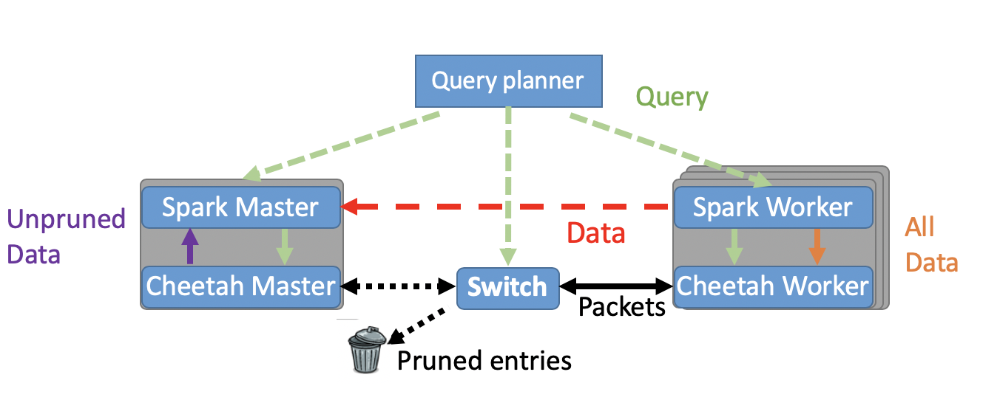 Query planner
Query
Unpruned
Data
Spark Master
Data
Spark Worker
All
Data
Cheetah Master
Switch
Packets
Cheetah Worker
Pruned entries